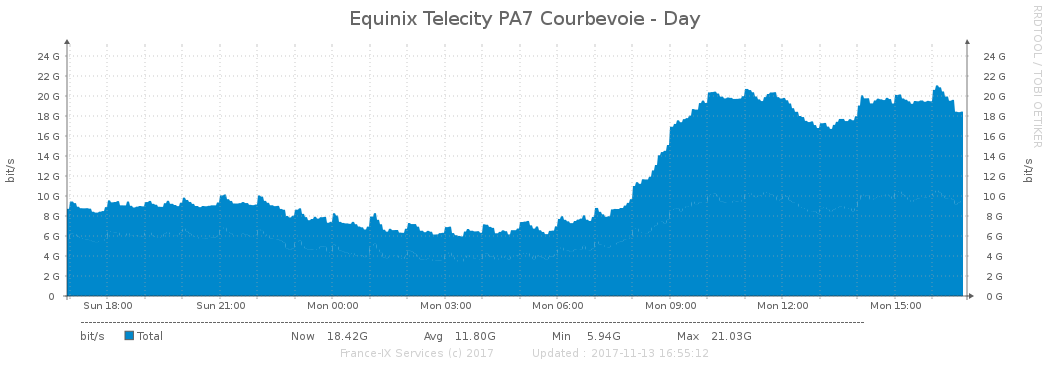 Equinix Telecity PA7 Courbevoie - Day
RRDTOOL / TOBI OETIKER
24 G 24 G
22 G 22 G
20 G 20 G
18 G 18 G
16 G 16 G
14 G 14 G
12 G 12 G
10 G 10 G
8 G 8 G
6 G 6 G
4 G 4 G
2 G 2 G
0 0 G
bit/s
bit/s
Sun 18:00 Sun 21:00 Mon 00:00 Mon 03:00 Mon 06:00 Mon 09:00 Mon 12:00 Mon 15:00
bit/s Total Now 18.42G Avg 11.80G Min 5.94G Max 21.03G
France-IX Services (c) 2017 Updated : 2017-11-13 16:55:12